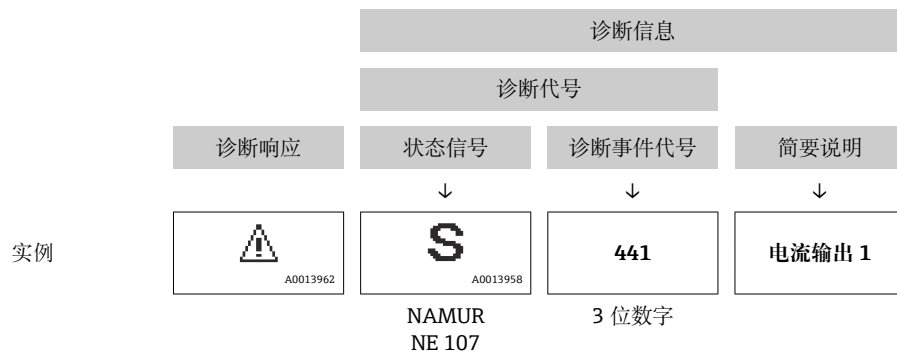 诊断信息
诊断代号
诊断响应 状态信号 诊断事件代号 简要说明
↓ ↓ ↓
实例 S 441 电流输出 1
A0013962 A0013958
NAMUR 3 位数字
NE 107